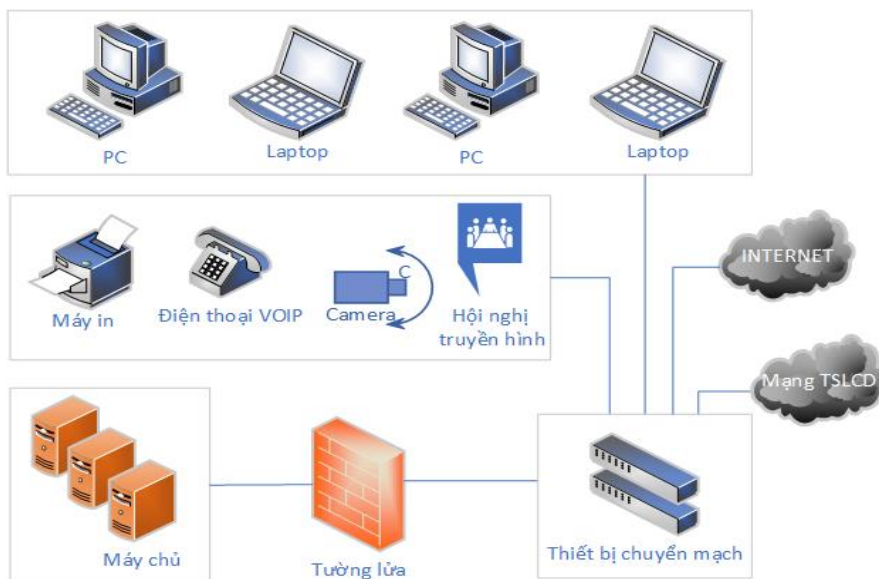 PC
Laptop
PC
Laptop
INTERNET
Máy in
Điện thoại VOIP
C
Camera
Hội nghị
truyền hình
Mạng TSLCD
Máy chủ
Tường lửa
Thiết bị chuyển mạch